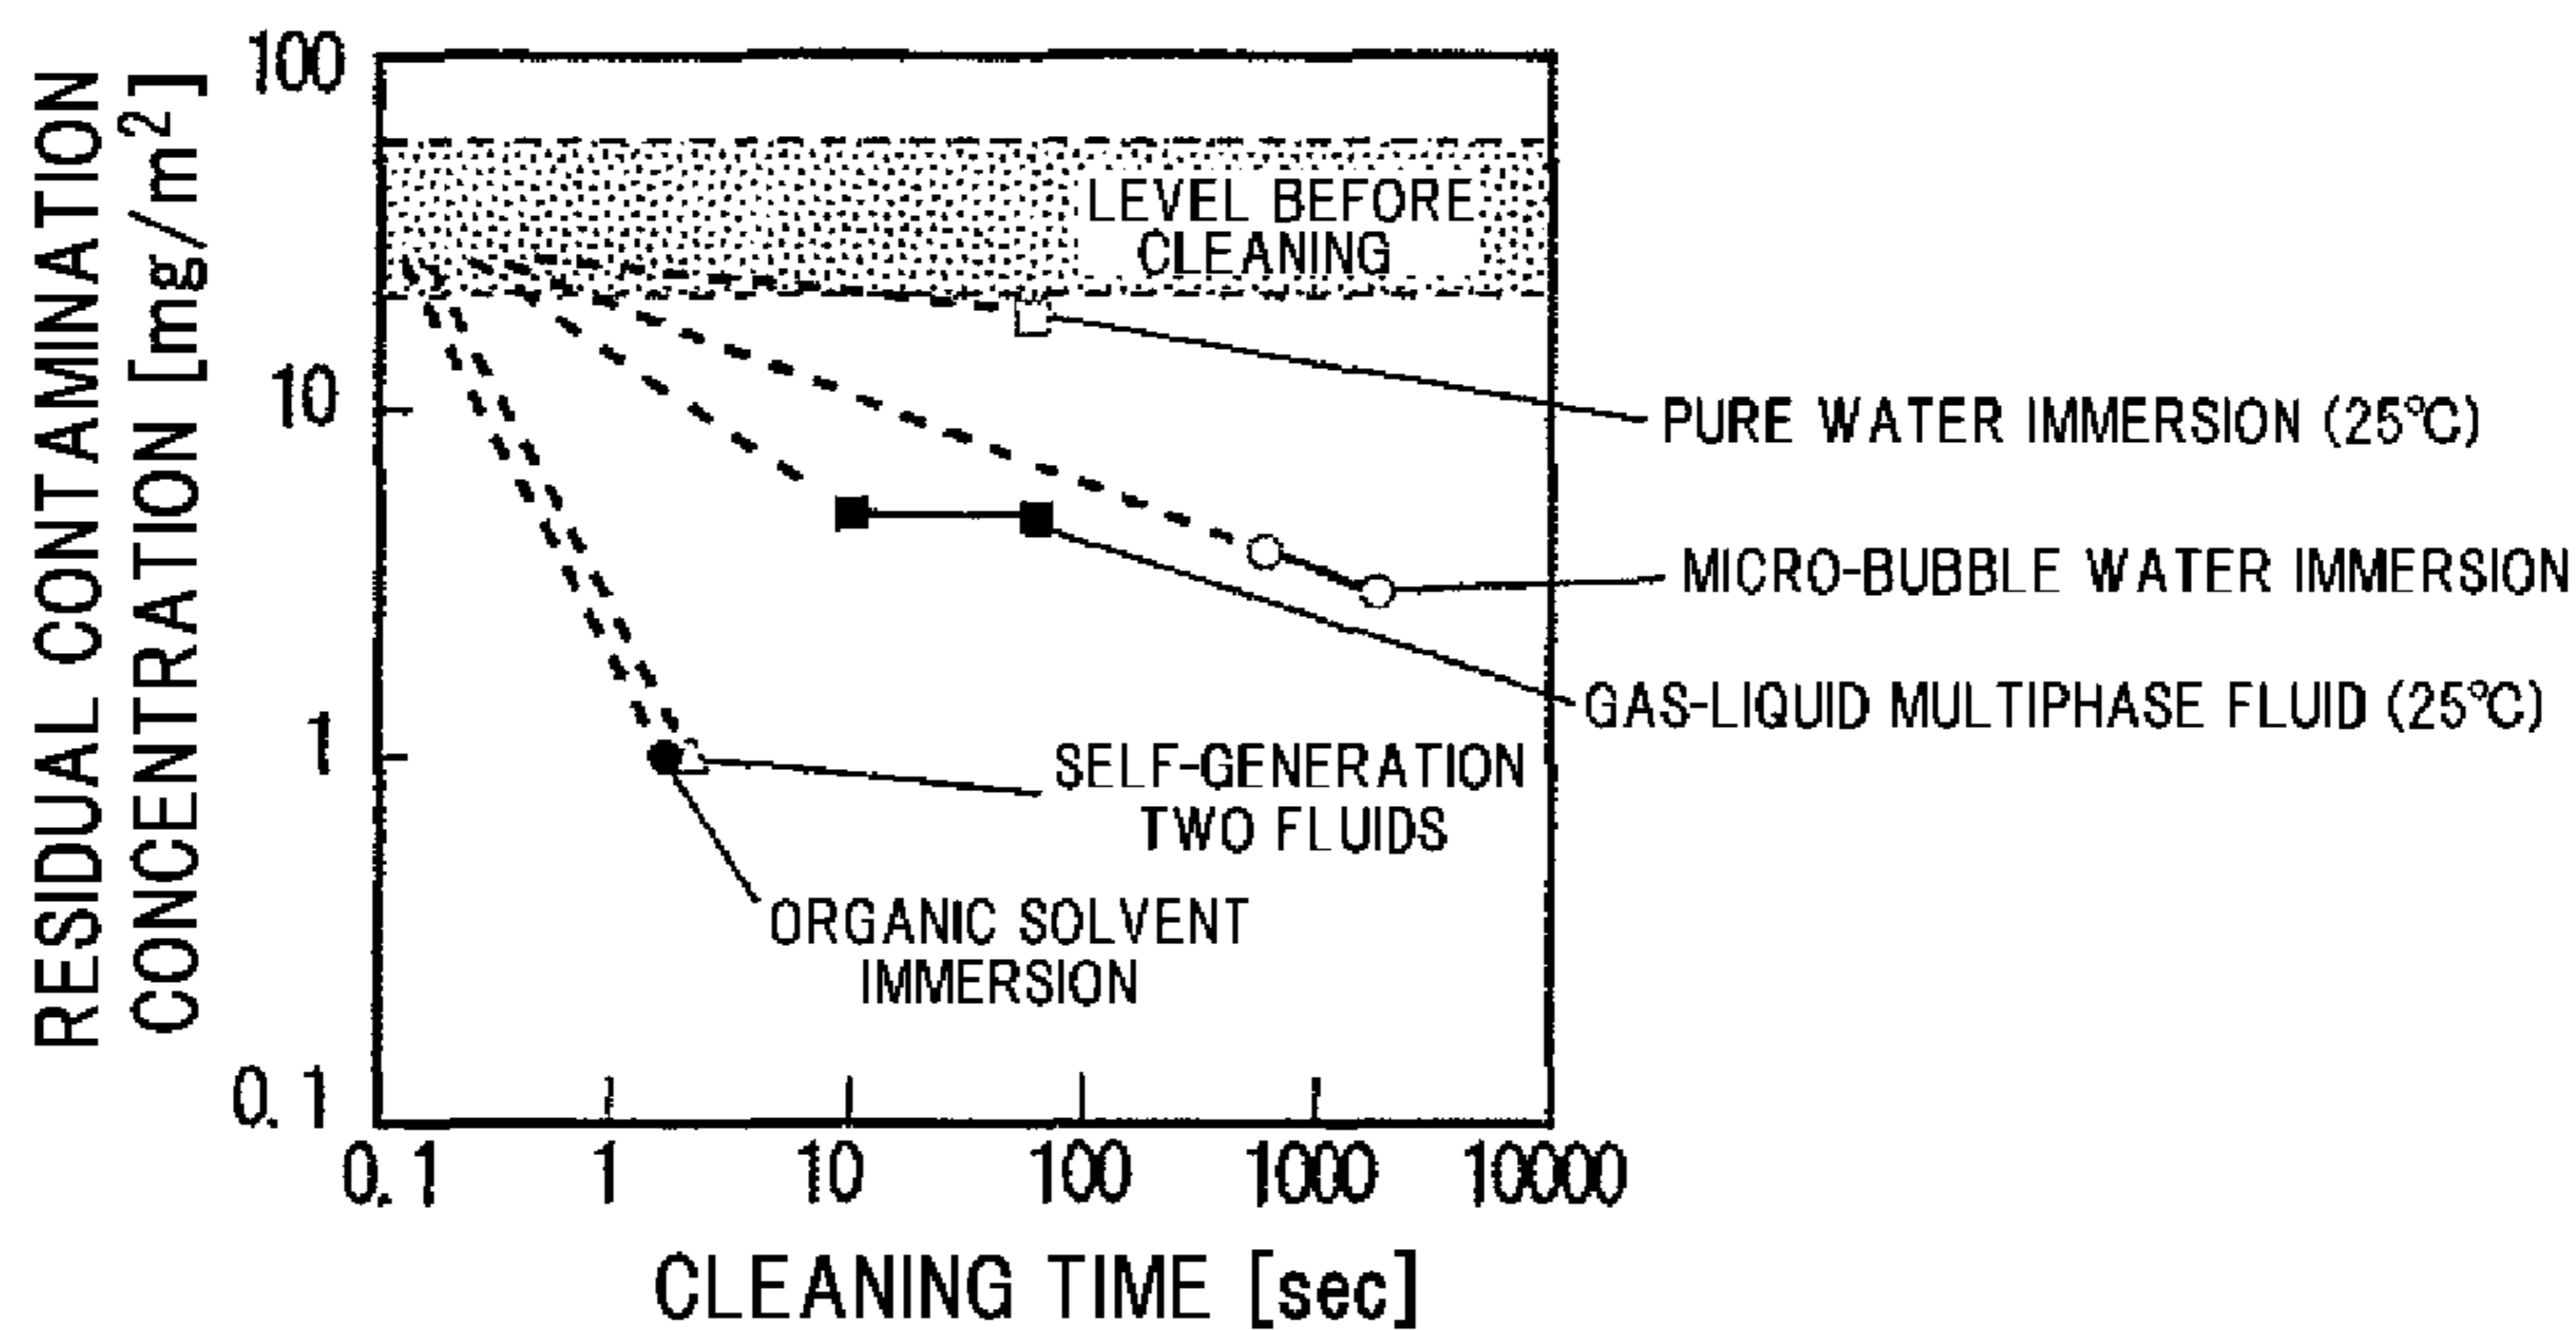 RESIDUAL CONTAMINATION
CONCENTRATION [mg/m²]
100
10
1
0.1
LEVEL BEFORE
CLEANING
PURE WATER IMMERSION (25℃)
MICRO-BUBBLE WATER IMMERSION
GAS-LIQUID MULTIPHASE FLUID (25℃)
SELF-GENERATION
TWO FLUIDS
ORGANIC SOLVENT
IMMERSION
0.1 1 10 100 1000 10000
CLEANING TIME [sec]